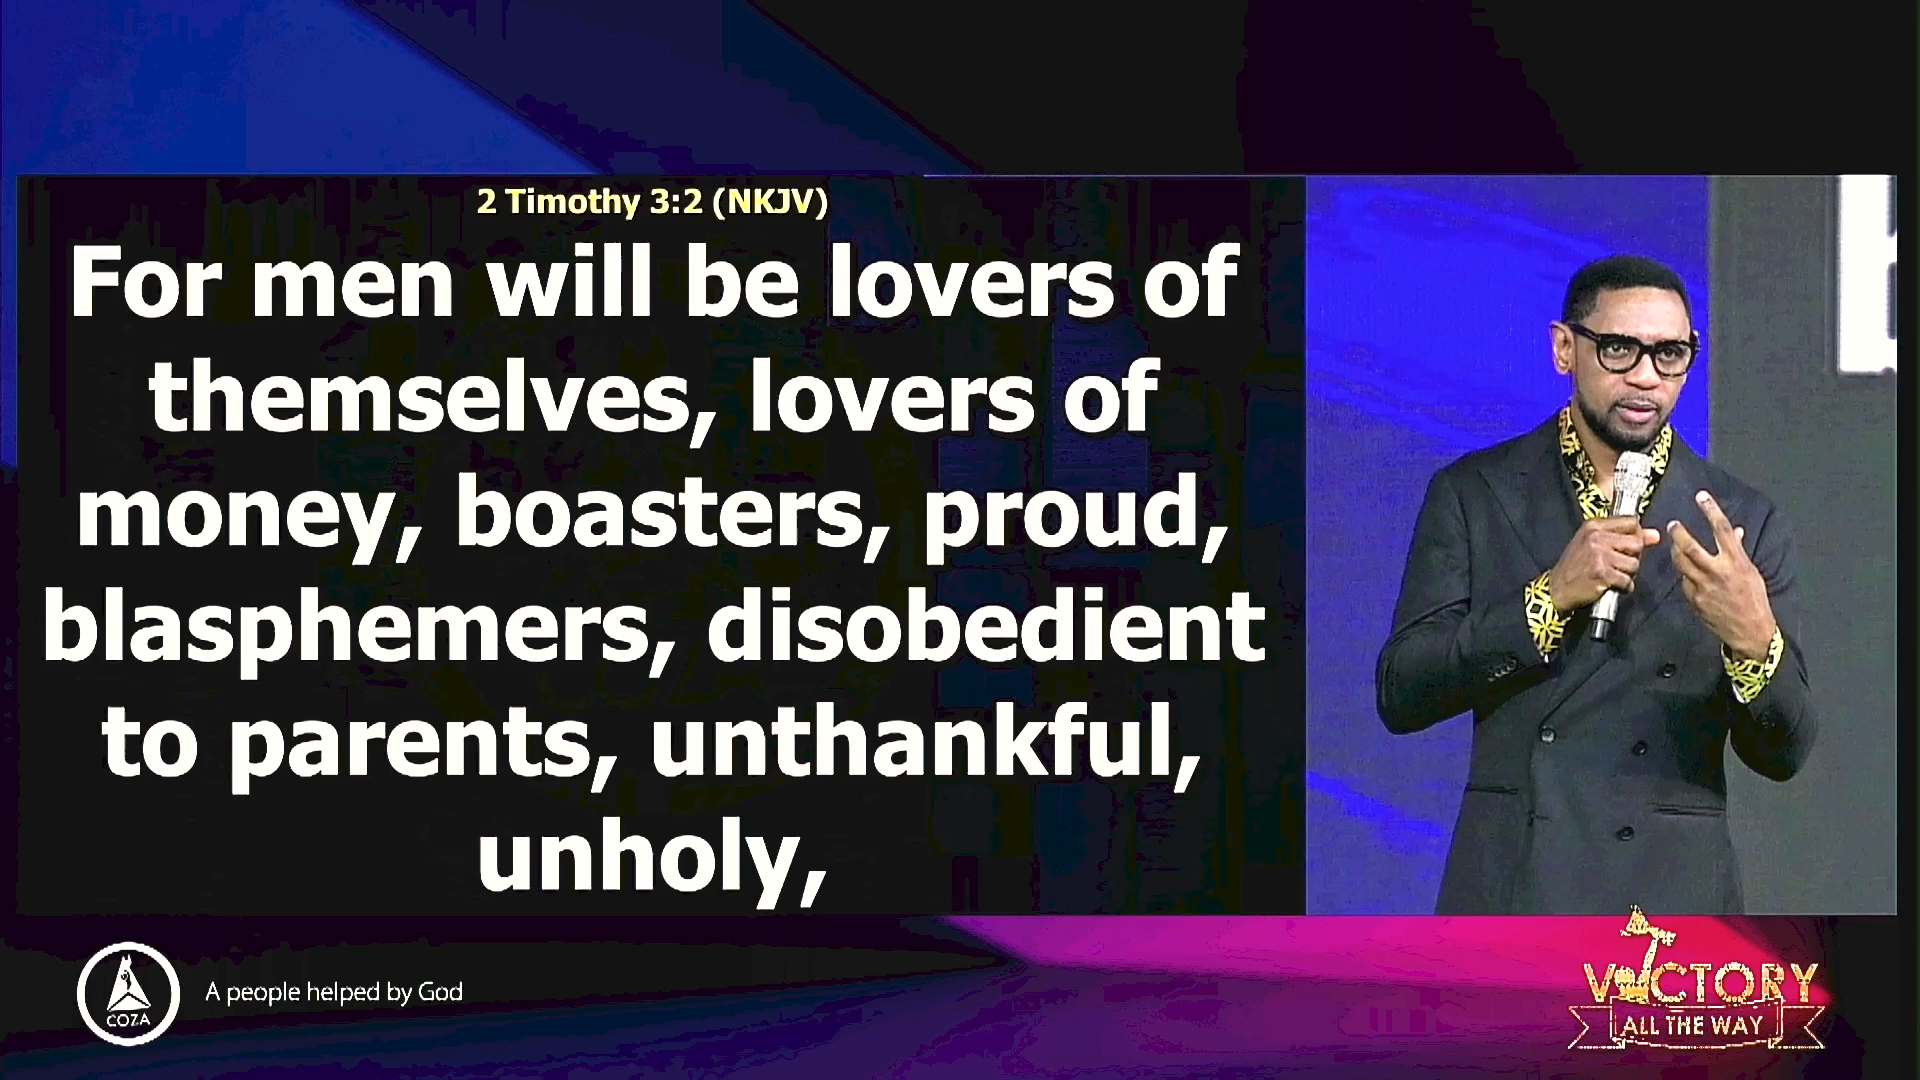 2 Timothy 3:2 (NKJV)
For men will be lovers of
themselves, lovers of
money, boasters, proud,
blasphemers, disobedient
to parents, unthankful,
unholy,
COZA
A people helped by God
VICTORY
ALL THE WAY